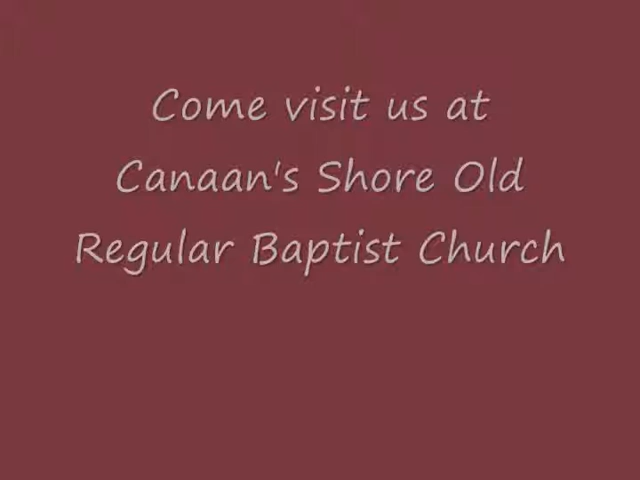 Come visit us at
Canaan's Shore Old
Regular Baptist Church